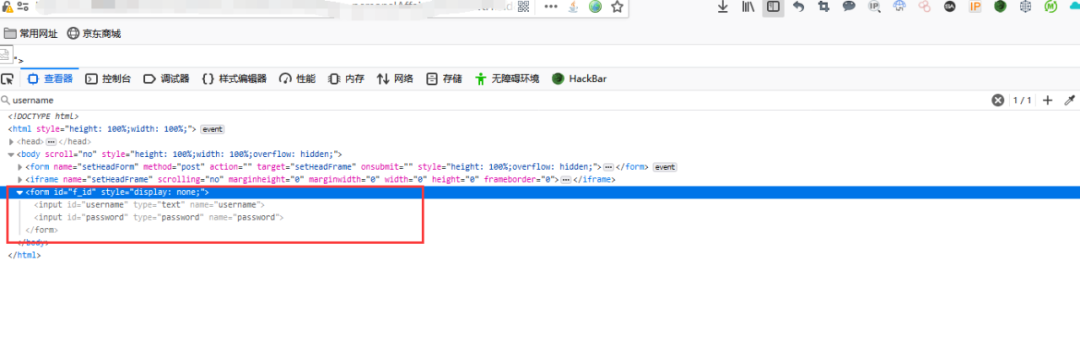 常用网址 京东商城
">
查看器 控制台 调试器 {} 样式编辑器 性能 内存 网络 存储 无障碍环境 HackBar
username 1 / 1
<!DOCTYPE html>
<html style="height: 100%;width: 100%;"> event
<head> ••• </head>
<body scroll="no" style="height: 100%;width: 100%;overflow: hidden;">
<form name="setHeadForm" method="post" action="" target="setHeadFrame" onsubmit="" style="height: 100%;overflow: hidden;"> ••• </form> event
<iframe name="setHeadFrame" scrolling="no" marginheight="0" marginwidth="0" width="0" height="0" frameborder="0"> ••• </iframe>
<form id="f_id" style="display: none;">
<input id="username" type="text" name="username">
<input id="password" type="password" name="password">
</form>
</body>
</html>